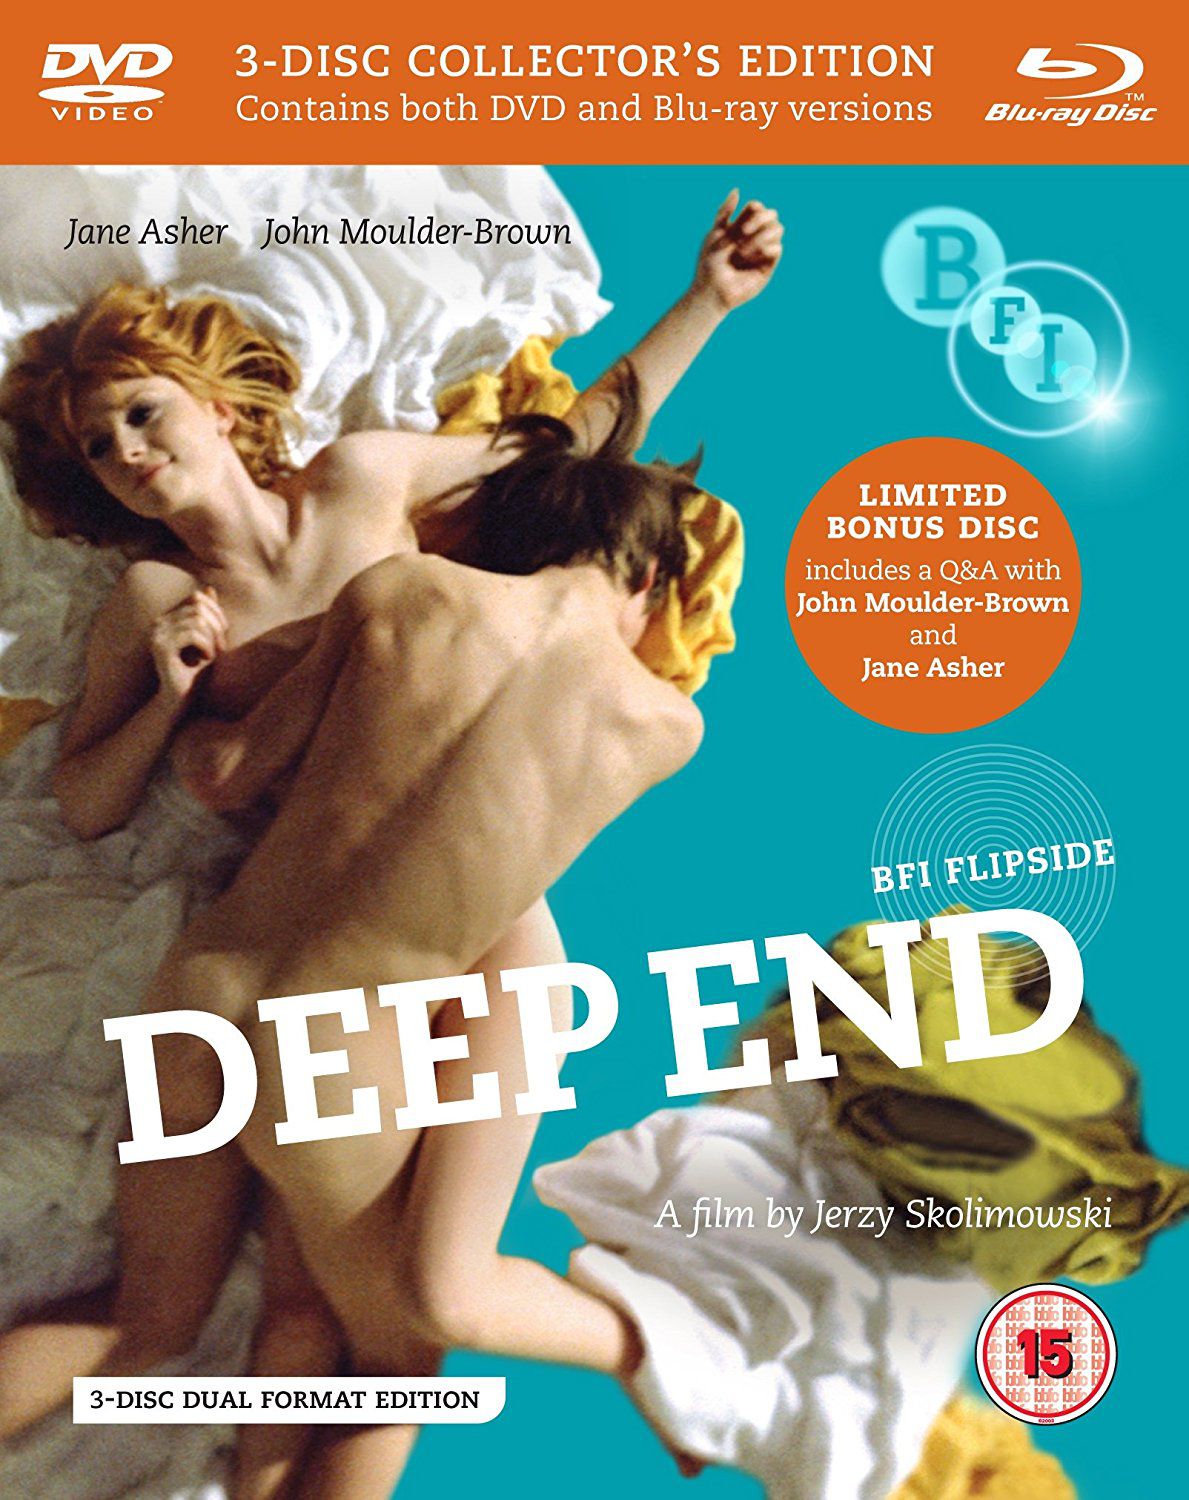 DVD
VIDEO
3-DISC COLLECTOR'S EDITION
Contains both DVD and Blu-ray versions
Blu-ray Disc™
Jane Asher John Moulder-Brown
BFI
LIMITED
BONUS DISC
includes a Q&A with
John Moulder-Brown
and
Jane Asher
BFI FLIPSIDE
DEEP END
A film by Jerzy Skolimowski
15
3-DISC DUAL FORMAT EDITION